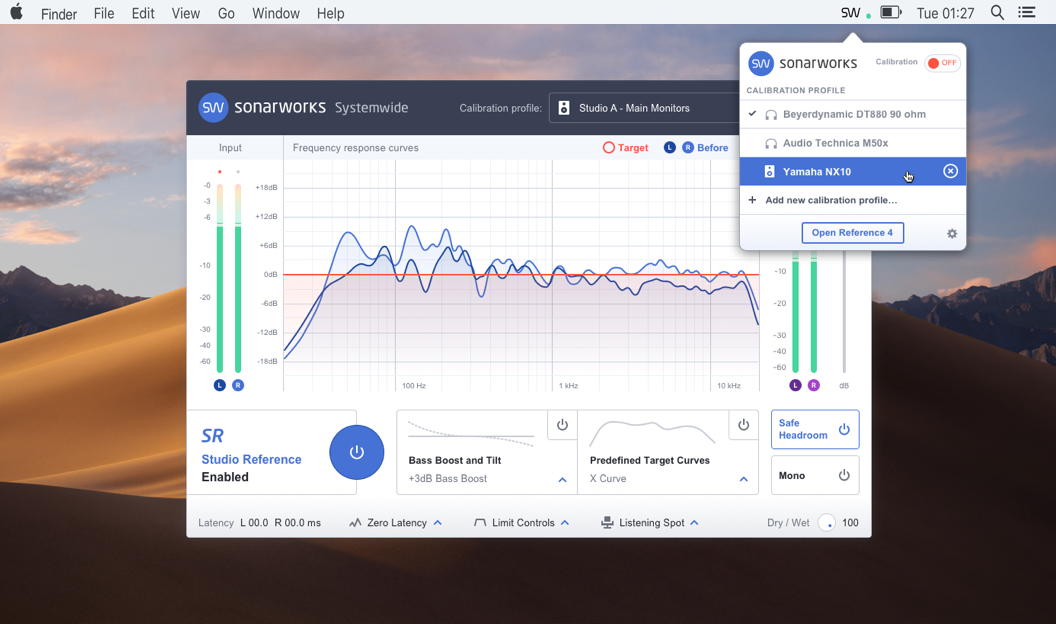 Finder File Edit View Go Window Help
SW Tue 01:27
SW sonarworks Calibration OFF
CALIBRATION PROFILE
Beyerdynamic DT880 90 ohm
Audio Technica M50x
Yamaha NX10
+ Add new calibration profile...
Open Reference 4
SW sonarworks Systemwide Calibration profile: Studio A - Main Monitors
Input Frequency response curves Target L R Before
-0
-3
-6
-10
-20
-30
-40
-60
L R
+18dB
+12dB
+6dB
0dB
-6dB
-12dB
-18dB
100 Hz 1 kHz 10 kHz
-10
-20
-30
-40
-60
L R dB
SR
Studio Reference
Enabled
Bass Boost and Tilt
+3dB Bass Boost
Predefined Target Curves
X Curve
Safe
Headroom
Mono
Latency L 00.0 R 00.0 ms Zero Latency Limit Controls Listening Spot Dry / Wet 100